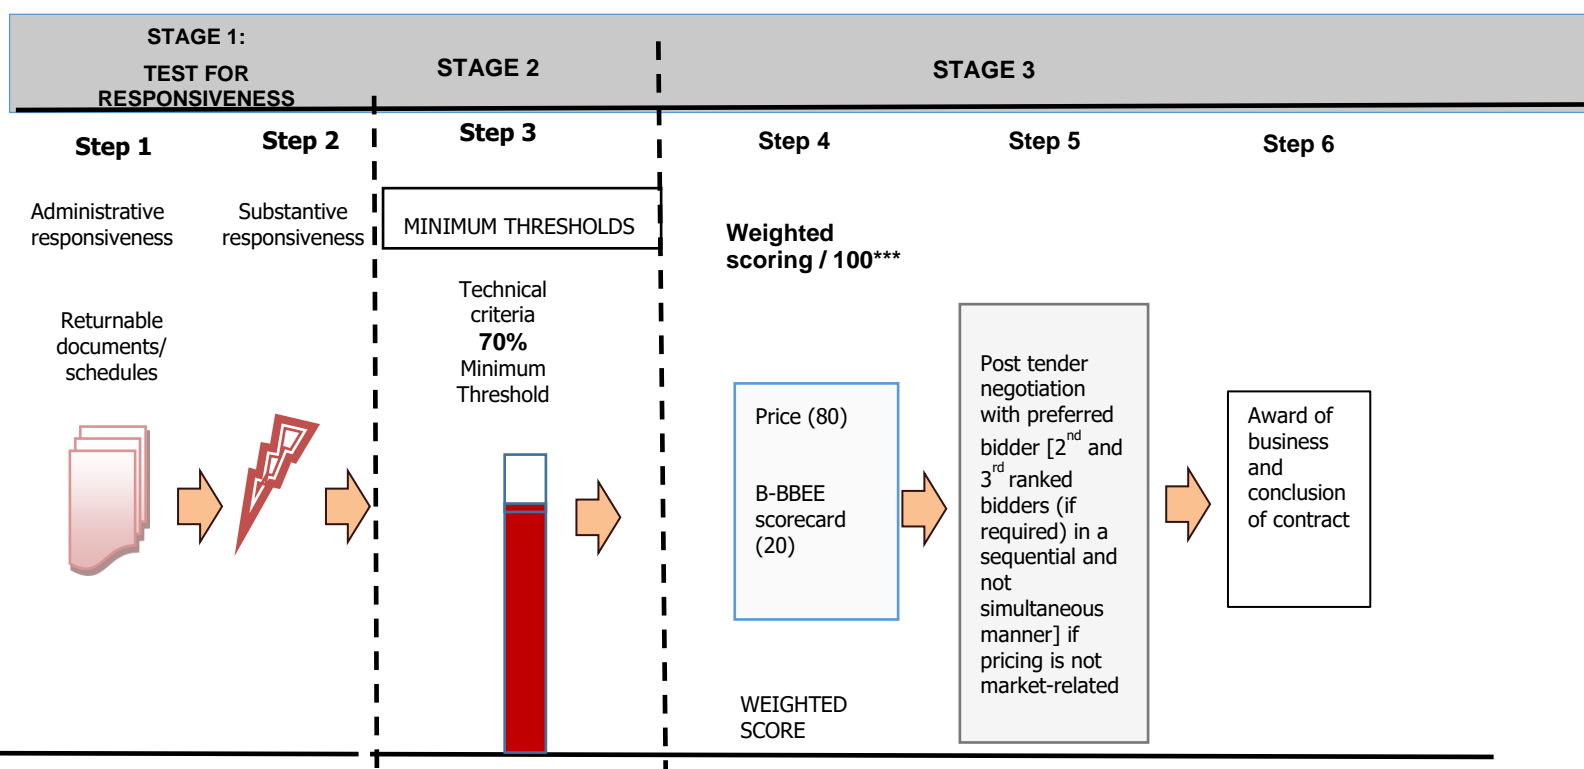 STAGE 1:
TEST FOR
RESPONSIVENESS
STAGE 2
STAGE 3
Step 1
Step 2
Step 3
Step 4
Step 5
Step 6
Administrative
responsiveness
Substantive
responsiveness
MINIMUM THRESHOLDS
Weighted
scoring / 100***
Returnable
documents/
schedules
Technical
criteria
70%
Minimum
Threshold
Price (80)
B-BBEE
scorecard
(20)
WEIGHTED
SCORE
Post tender
negotiation
with preferred
bidder [2nd and
3rd ranked
bidders (if
required) in a
sequential and
not
simultaneous
manner] if
pricing is not
market-related
Award of
business
and
conclusion
of contract